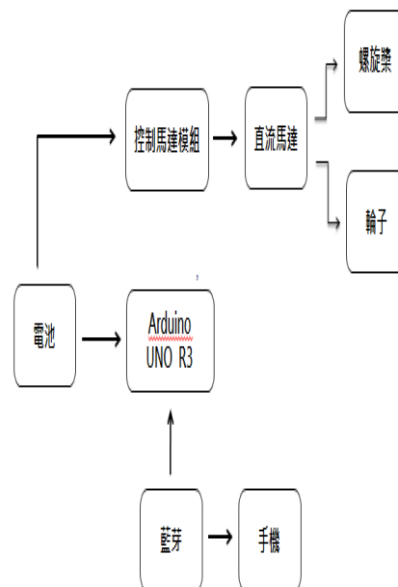 螺旋槳
控制馬達模組
直流馬達
輪子
電池
Arduino
UNO R3
藍芽
手機